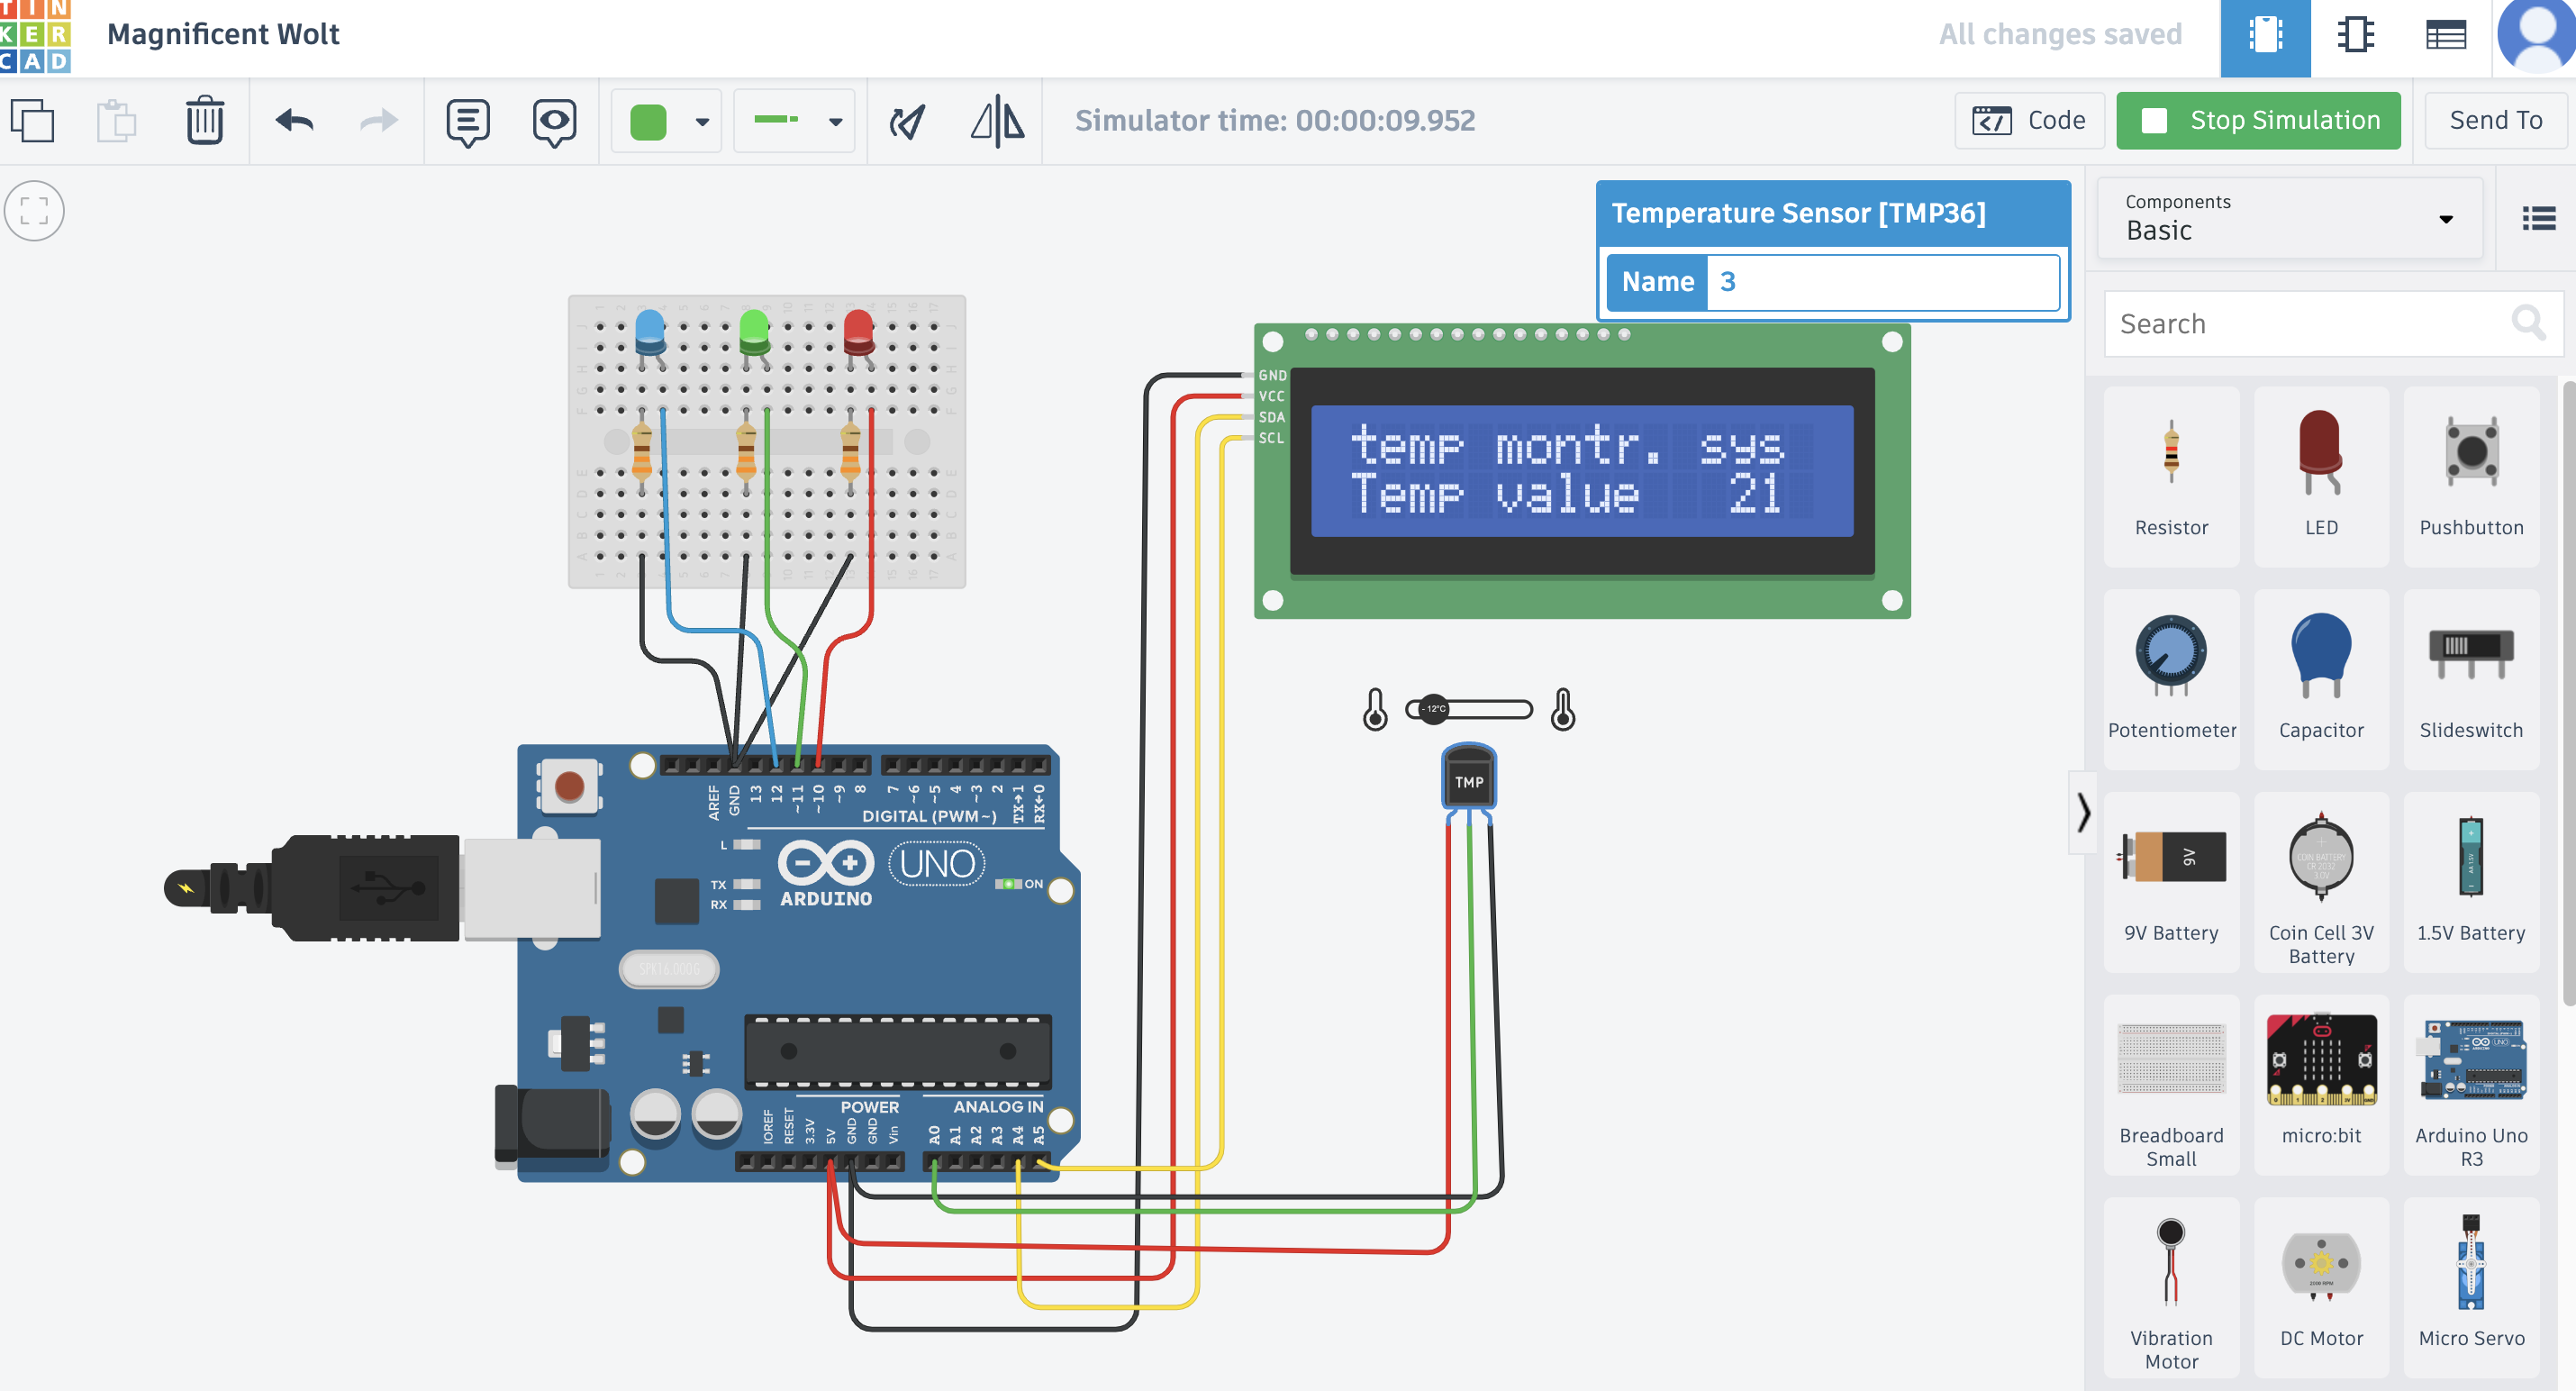 TIN
KER
CAD
Magnificent Wolt
All changes saved
Simulator time: 00:00:09.952
Code
Stop Simulation
Send To
Temperature Sensor [TMP36]
Name 3
Components
Basic
Search
Resistor
LED
Pushbutton
Potentiometer
Capacitor
Slideswitch
9V
9V Battery
Coin Cell 3V
Battery
1.5V Battery
Breadboard
Small
micro:bit
Arduino Uno
R3
Vibration
Motor
DC Motor
Micro Servo
GND
VCC
SDA
SCL
temp montr. sys
Temp value 21
-12°C
TMP
AREF
GND
13
12
~11
~10
~9
8
7
~6
~5
4
~3
2
TX→1
RX←0
DIGITAL (PWM~)
L
TX
RX
UNO
ARDUINO
ON
SPK16.000G
POWER
ANALOG IN
IOREF
RESET
3.3V
5V
GND
GND
Vin
A0
A1
A2
A3
A4
A5